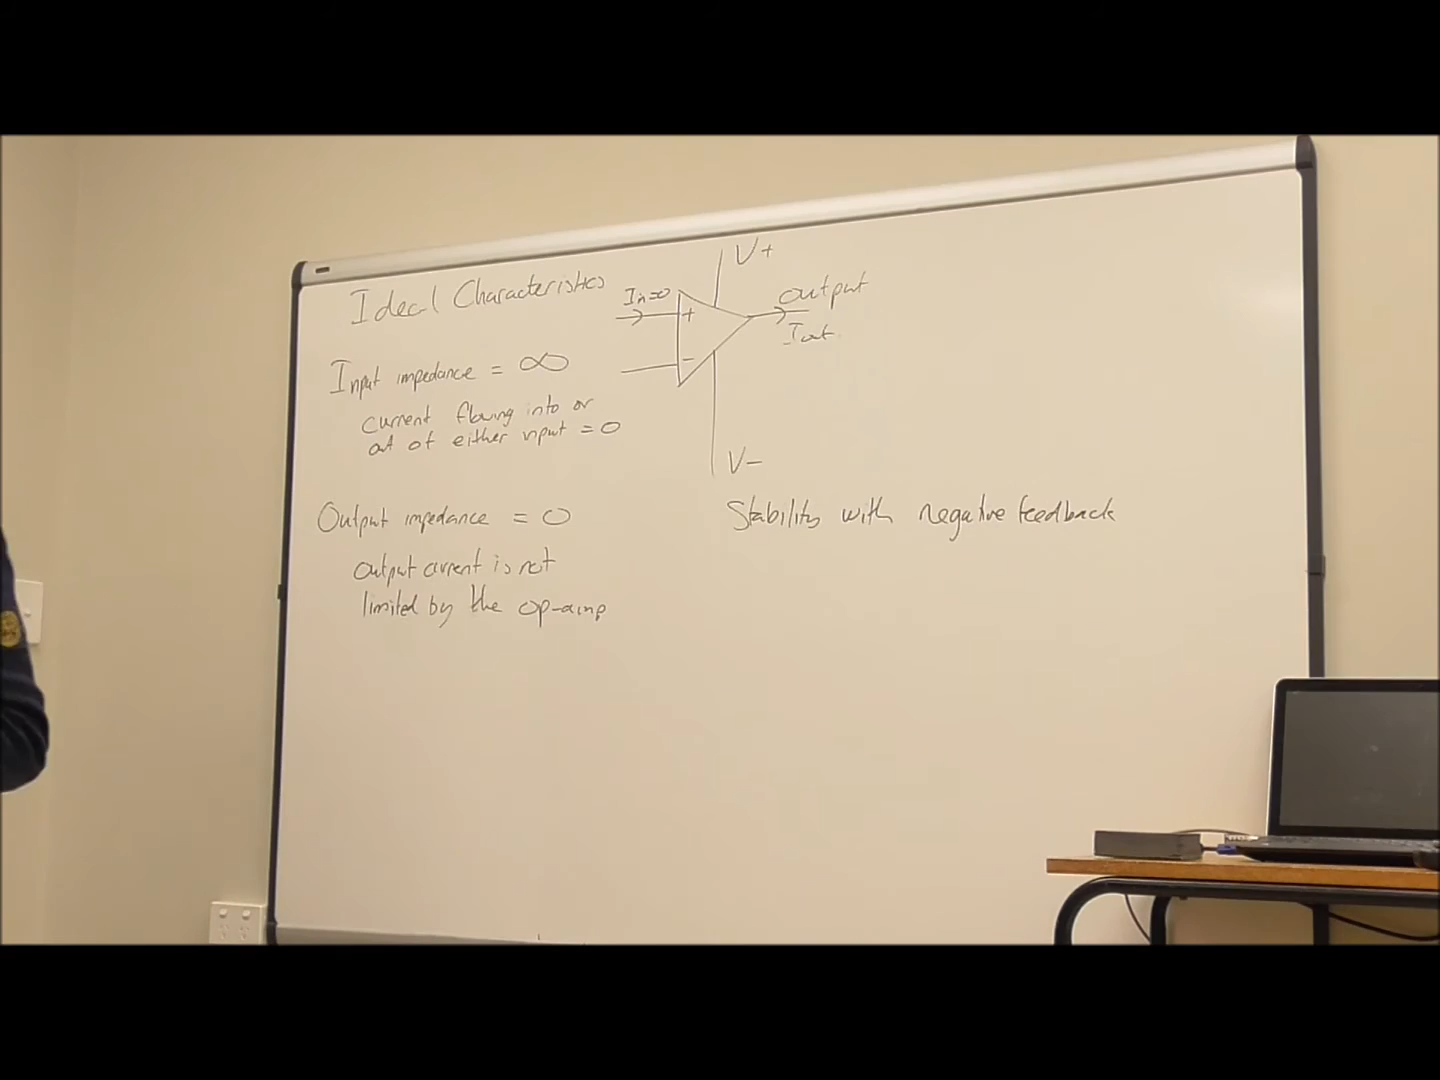 Ideal Characteristics
Input impedance = ∞
current flowing into or
out of either input = 0
Output impedance = 0
output current is not
limited by the op-amp
V+
Iin=0
+
-
output
Iout
V-
Stability with negative feedback